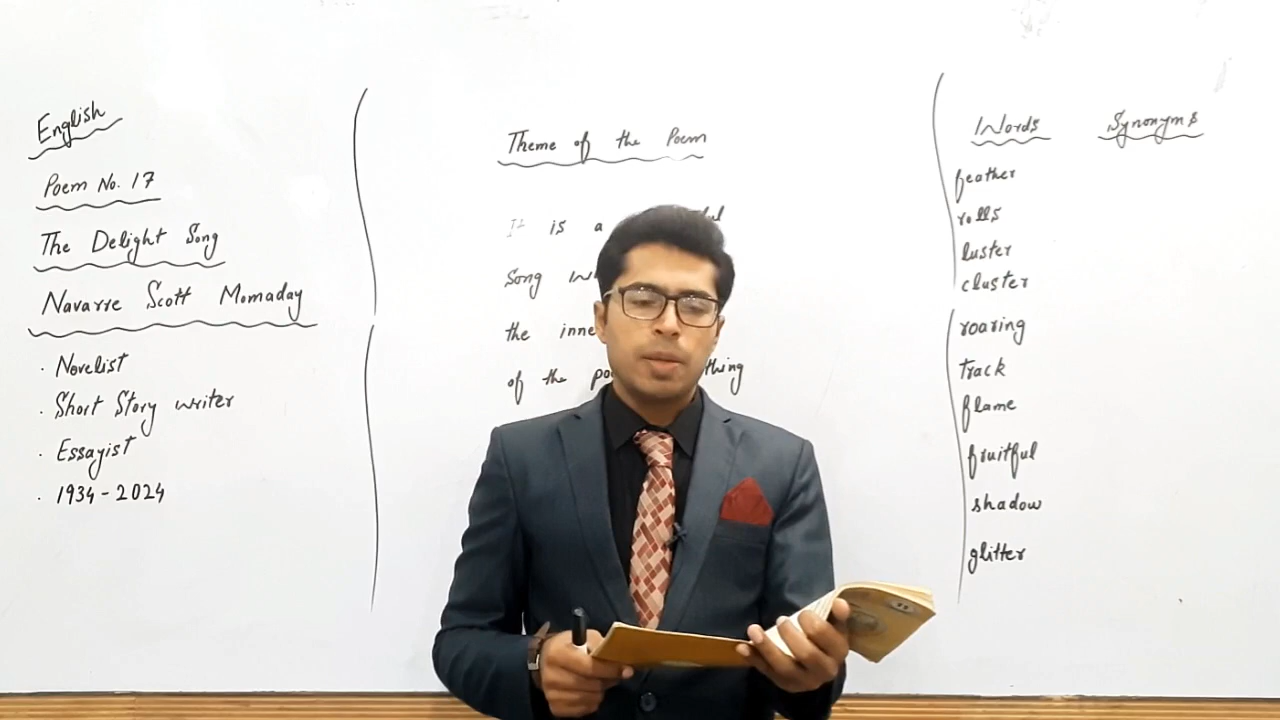 English
Poem No. 17
The Delight Song
Navarre Scott Momaday
· Novelist
· Short Story writer
· Essayist
· 1934-2024
Theme of the Poem
It is a
Song
the
of the
Words Synonyms
feather
rolls
luster
cluster
roaring
track
flame
fruitful
shadow
glitter